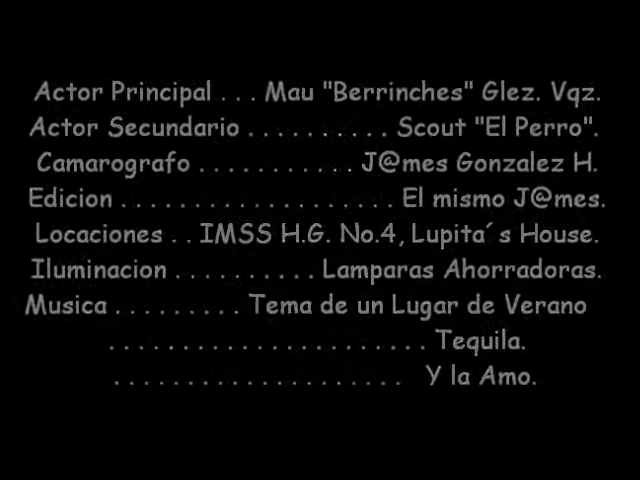 Actor Principal . . . Mau "Berrinches" Glez. Vqz.
Actor Secundario . . . . . . . . . . Scout "El Perro".
Camarografo . . . . . . . . . . . J@mes Gonzalez H.
Edicion . . . . . . . . . . . . . . . . . . . El mismo J@mes.
Locaciones . . IMSS H.G. No.4, Lupita´s House.
Iluminacion . . . . . . . . . . Lamparas Ahorradoras.
Musica . . . . . . . . . Tema de un Lugar de Verano
. . . . . . . . . . . . . . . . . . . . . . Tequila.
. . . . . . . . . . . . . . . . . . . . Y la Amo.